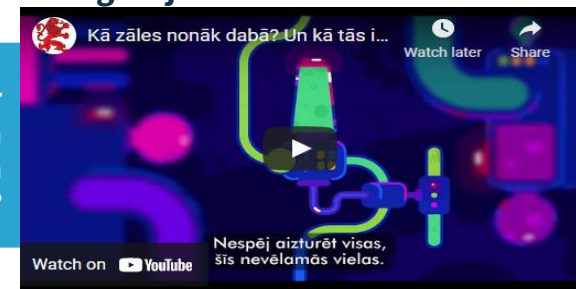 Kā zāles nonāk dabā? Un kā tās i...
Watch later
Share
Nespēj aizturēt visas,
šīs nevēlamās vielas.
Watch on YouTube